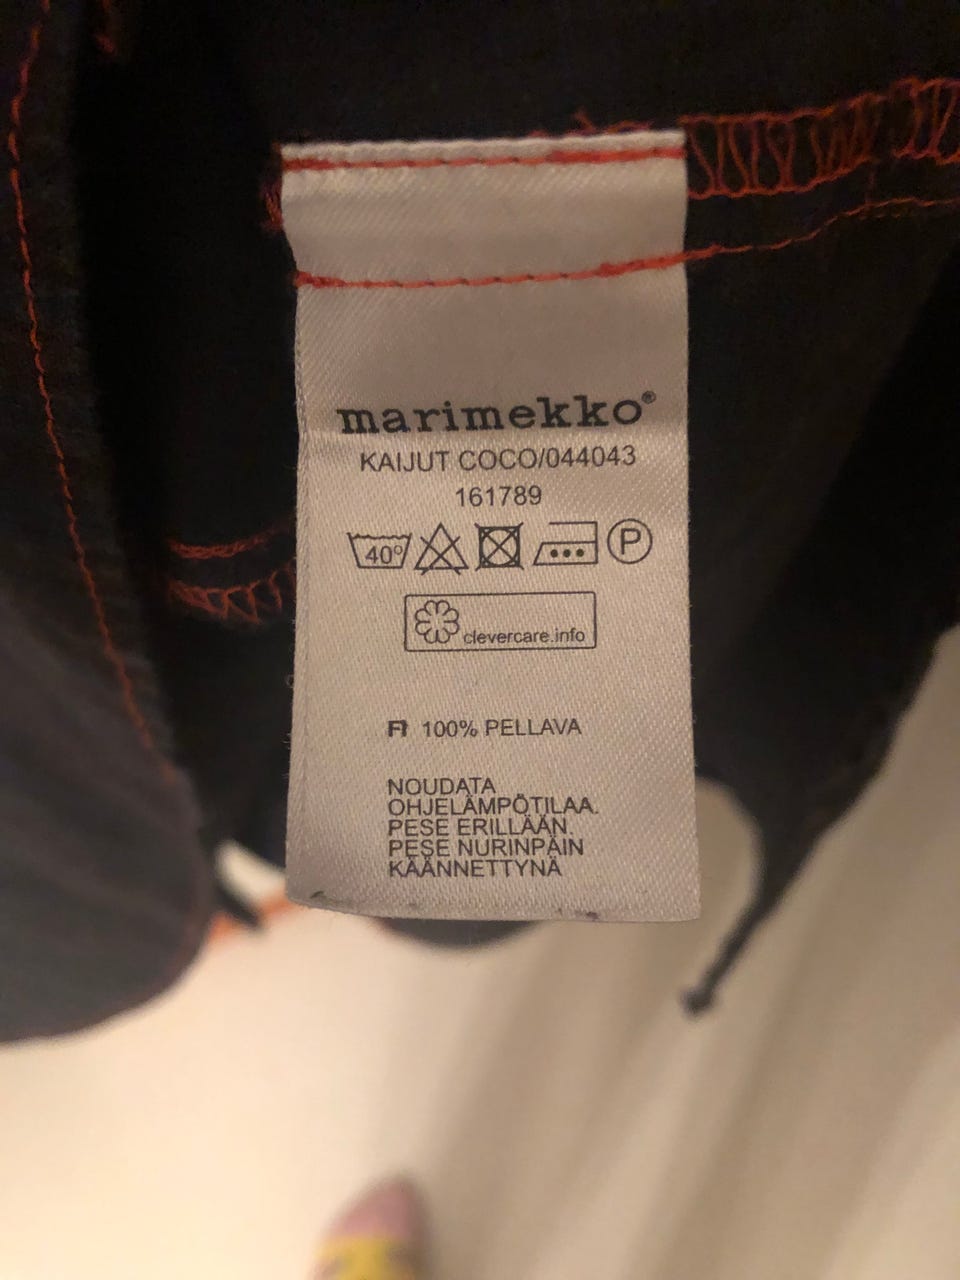 marimekko®
KAIJUT COCO/044043
161789
40° P
clevercare.info
FI 100% PELLAVA
NOUDATA
OHJELÄMPÖTILAA.
PESE ERILLÄÄN.
PESE NURINPÄIN
KÄÄNNETTYNÄ